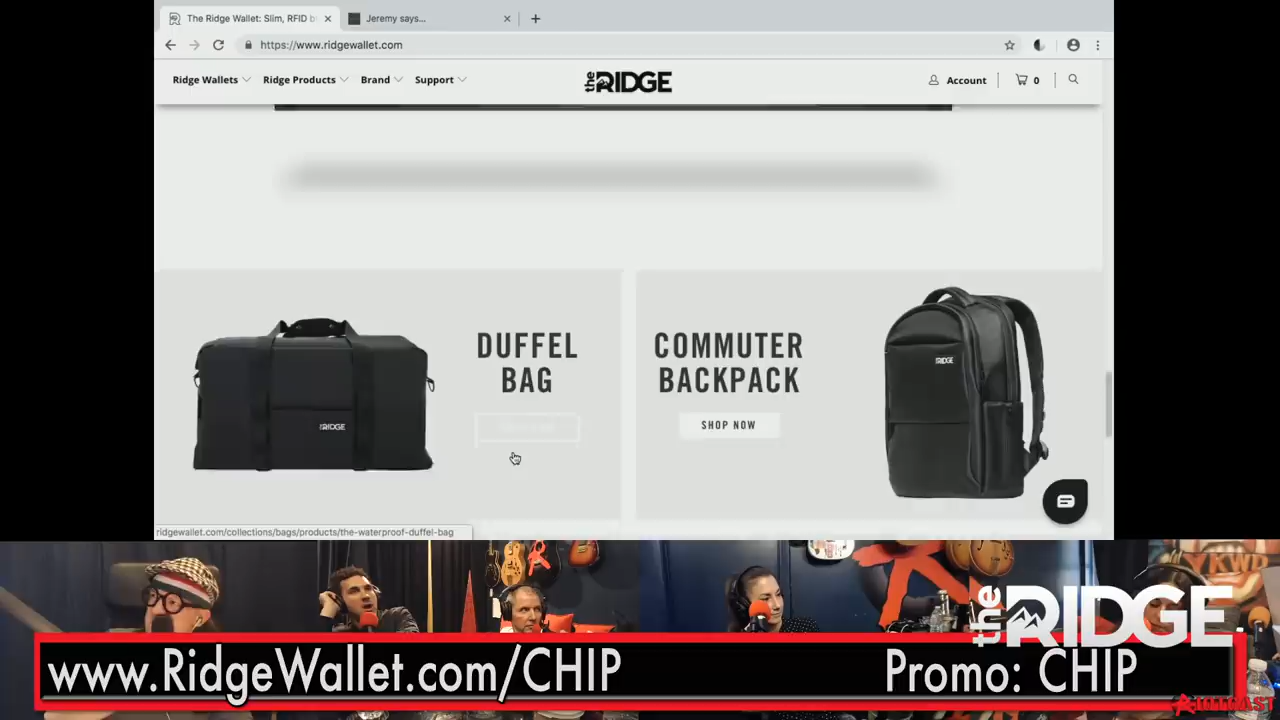 The Ridge Wallet: Slim, RFID b
Jeremy says...
https://www.ridgewallet.com
Ridge Wallets
Ridge Products
Brand
Support
the RIDGE
Account
0
DUFFEL
BAG
COMMUTER
BACKPACK
SHOP NOW
RIDGE
RIDGE
ridgewallet.com/collections/bags/products/the-waterproof-duffel-bag
YKWD
the RIDGE
www.RidgeWallet.com/CHIP
Promo: CHIP